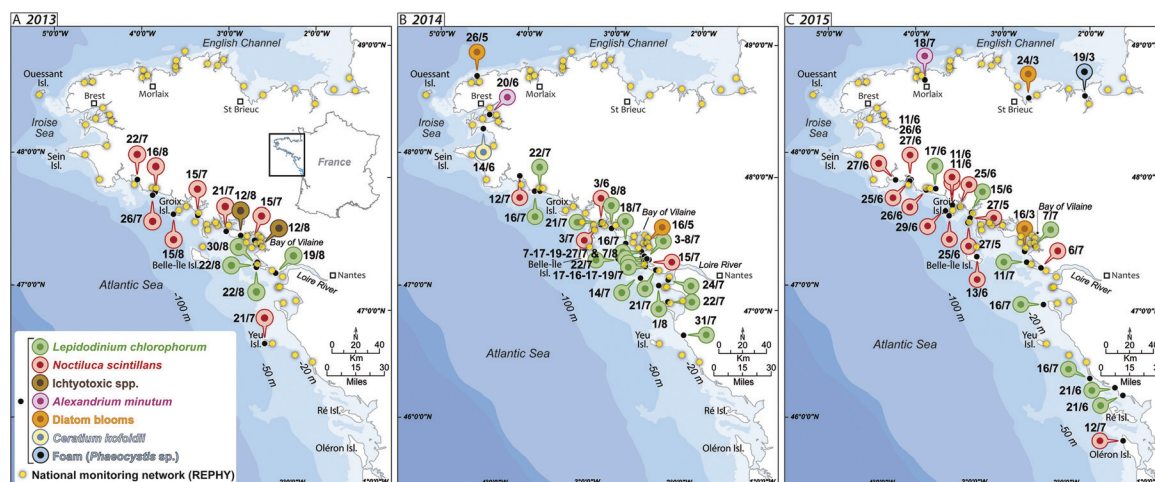 A 2013
5°0'0"W
4°0'0"W
3°0'0"W
2°0'0"W
English Channel
49°0'0"N
Ouessant
Isl.
Brest
Morlaix
St Brieuc
Iroise
Sea
Sein
Isl.
48°0'0"N
France
22/7
16/8
15/7
21/7
12/8
15/7
12/8
Groix
Isl.
26/7
15/8
30/8
Bay of Vilaine
19/8
Belle-Île Isl.
22/8
Nantes
Loire River
22/8
Atlantic Sea
-100 m
47°0'0"N
21/7
Yeu
Isl.
-50 m
-20 m
N
0 20 40
Km
0 15 30
Miles
Ré Isl.
46°0'0"N
Oléron Isl.
Lepidodinium chlorophorum
Noctiluca scintillans
Ichtyotoxic spp.
Alexandrium minutum
Diatom blooms
Ceratium kofoidii
Foam (Phaeocystis sp.)
National monitoring network (REPHY)
B 2014
5°0'0"W
4°0'0"W
3°0'0"W
2°0'0"W
26/5
English Channel
49°0'0"N
Ouessant
Isl.
20/6
Brest
Morlaix
St Brieuc
Iroise
Sea
Sein
Isl.
14/6
48°0'0"N
22/7
12/7
16/7
3/6
8/8
Groix
Isl.
21/7
18/7
Bay of Vilaine
16/5
3/7
16/7
3-8/7
7-17-19-27/7 & 7/8
Belle-Île
Isl.
22/7
15/7
Loire River
17-16-17-19/7
Nantes
14/7
21/7
24/7
22/7
1/8
Atlantic Sea
-100 m
47°0'0"N
31/7
Yeu
Isl.
-50 m
-20 m
N
0 20 40
Km
0 15 30
Miles
Ré Isl.
46°0'0"N
Oléron Isl.
C 2015
5°0'0"W
4°0'0"W
3°0'0"W
2°0'0"W
18/7
English Channel
24/3
19/3
49°0'0"N
Ouessant
Isl.
Brest
Morlaix
St Brieuc
Iroise
Sea
Sein
Isl.
48°0'0"N
11/6
26/6
27/6
27/6
17/6
11/6
11/6
25/6
15/6
25/6
26/6
Groix
Isl.
29/6
27/5
16/3
Bay of Vilaine
7/7
25/6
27/5
6/7
Belle-Île Isl.
11/7
Nantes
Loire River
13/6
16/7
-20 m
Atlantic Sea
-100 m
47°0'0"N
Yeu
Isl.
16/7
21/6
21/6
-50 m
N
0 20 40
Km
0 15 30
Miles
Ré Isl.
46°0'0"N
12/7
Oléron Isl.